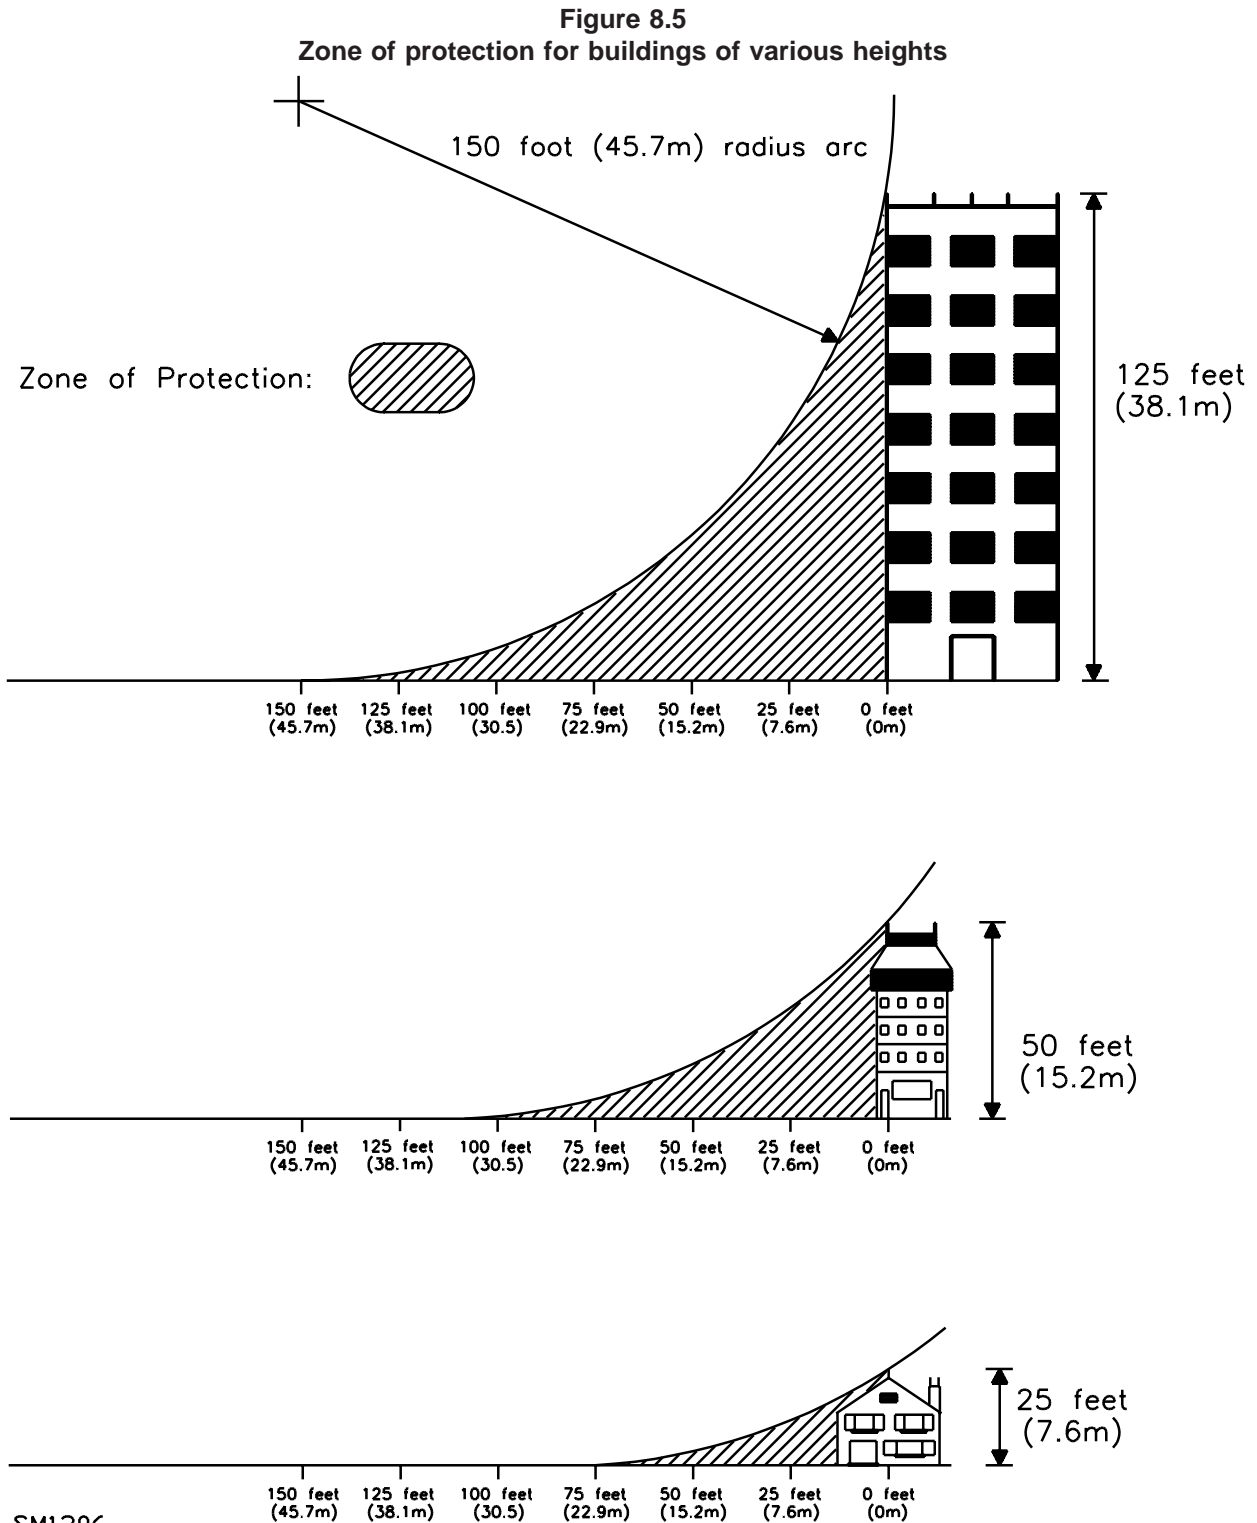 Figure 8.5
Zone of protection for buildings of various heights
150 foot (45.7m) radius arc
Zone of Protection:
125 feet
(38.1m)
150 feet 125 feet 100 feet 75 feet 50 feet 25 feet 0 feet
(45.7m) (38.1m) (30.5) (22.9m) (15.2m) (7.6m) (0m)
50 feet
(15.2m)
150 feet 125 feet 100 feet 75 feet 50 feet 25 feet 0 feet
(45.7m) (38.1m) (30.5) (22.9m) (15.2m) (7.6m) (0m)
25 feet
(7.6m)
150 feet 125 feet 100 feet 75 feet 50 feet 25 feet 0 feet
(45.7m) (38.1m) (30.5) (22.9m) (15.2m) (7.6m) (0m)